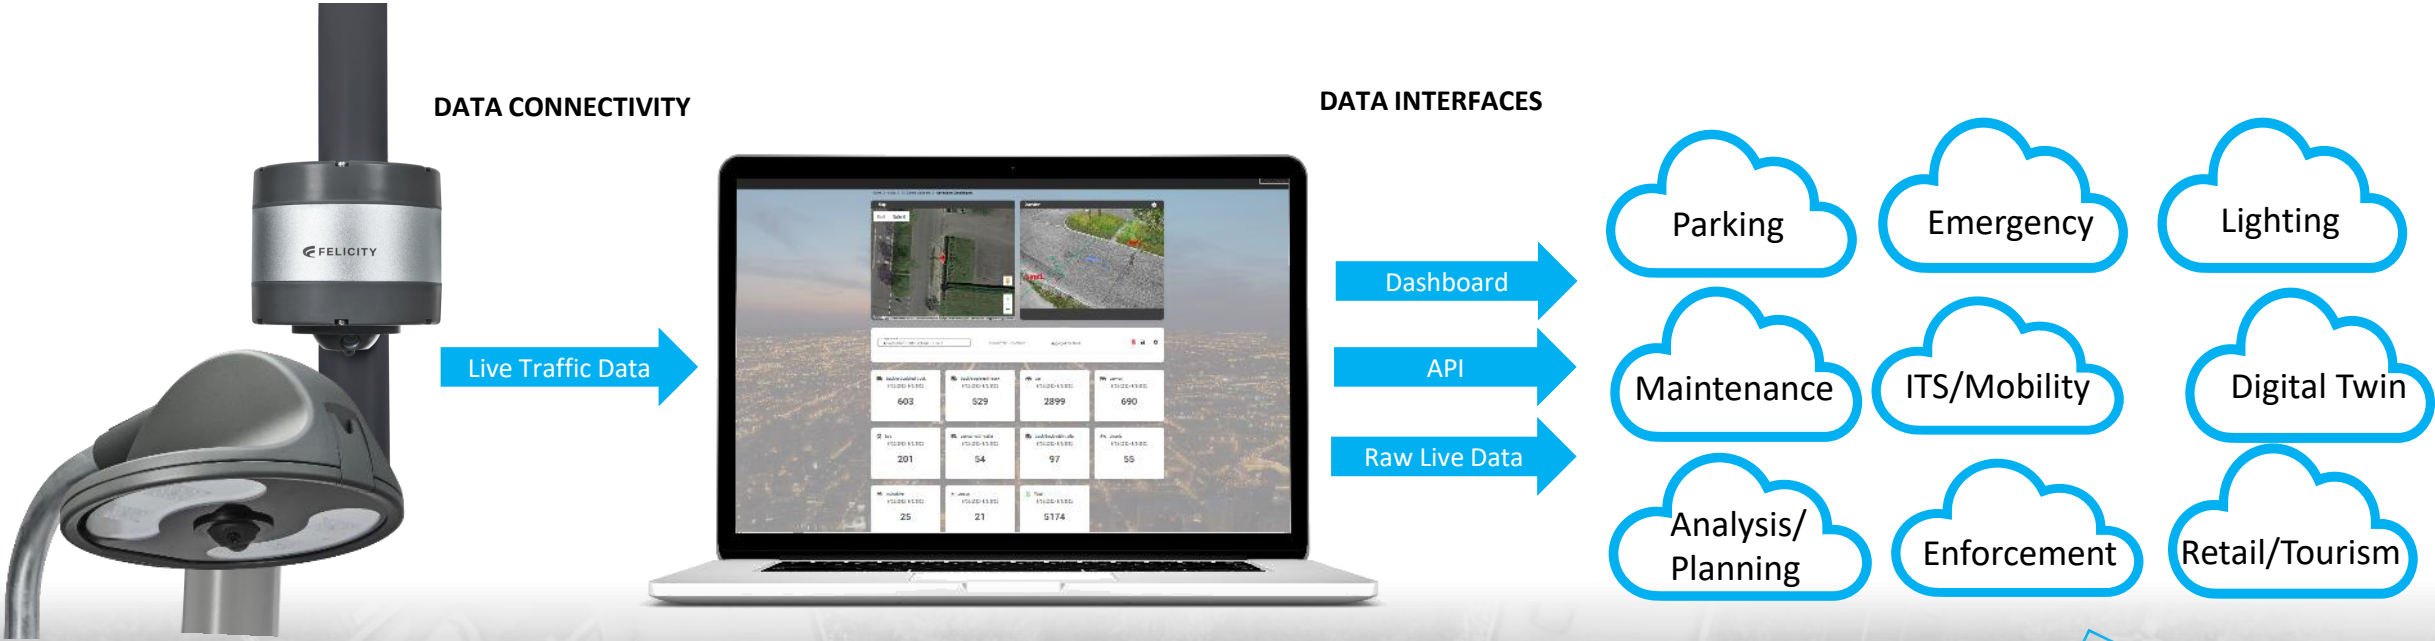 DATA CONNECTIVITY
DATA INTERFACES
FELICITY
Live Traffic Data
Map
603
529
2899
690
201
54
97
55
25
21
5174
Dashboard
API
Raw Live Data
Parking
Emergency
Lighting
Maintenance
ITS/Mobility
Digital Twin
Analysis/
Planning
Enforcement
Retail/Tourism